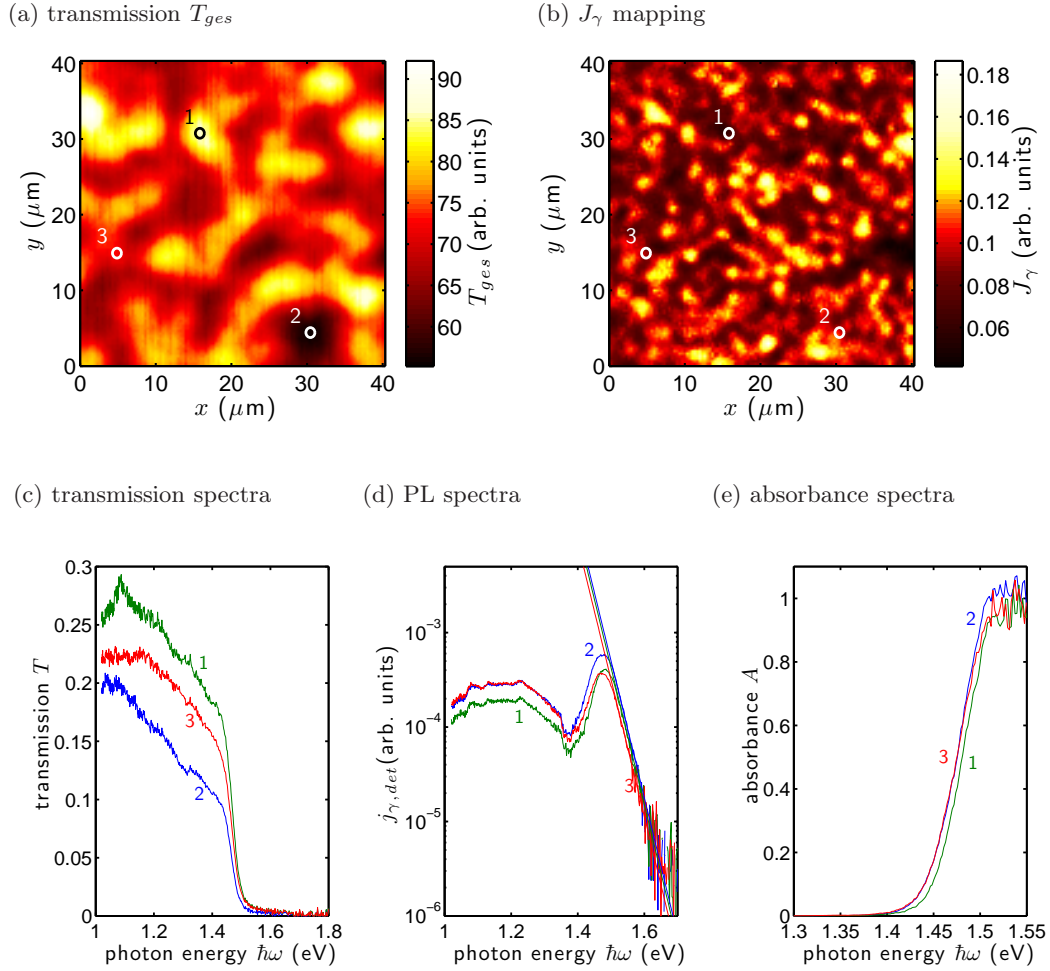 (a) transmission T_ges
(b) J_γ mapping
40
30
20
10
0
y (μm)
1
2
3
0 10 20 30 40
x (μm)
90
85
80
75
70
65
60
T_ges (arb. units)
40
30
20
10
0
y (μm)
1
2
3
0 10 20 30 40
x (μm)
0.18
0.16
0.14
0.12
0.1
0.08
0.06
J_γ (arb. units)
(c) transmission spectra
(d) PL spectra
(e) absorbance spectra
0.3
0.25
0.2
0.15
0.1
0.05
0
transmission T
1
3
2
1 1.2 1.4 1.6 1.8
photon energy ħω (eV)
10⁻³
10⁻⁴
10⁻⁵
10⁻⁶
j_γ,det (arb. units)
2
1
3
1 1.2 1.4 1.6
photon energy ħω (eV)
1
0.8
0.6
0.4
0.2
0
absorbance A
2
3
1
1.3 1.35 1.4 1.45 1.5 1.55
photon energy ħω (eV)